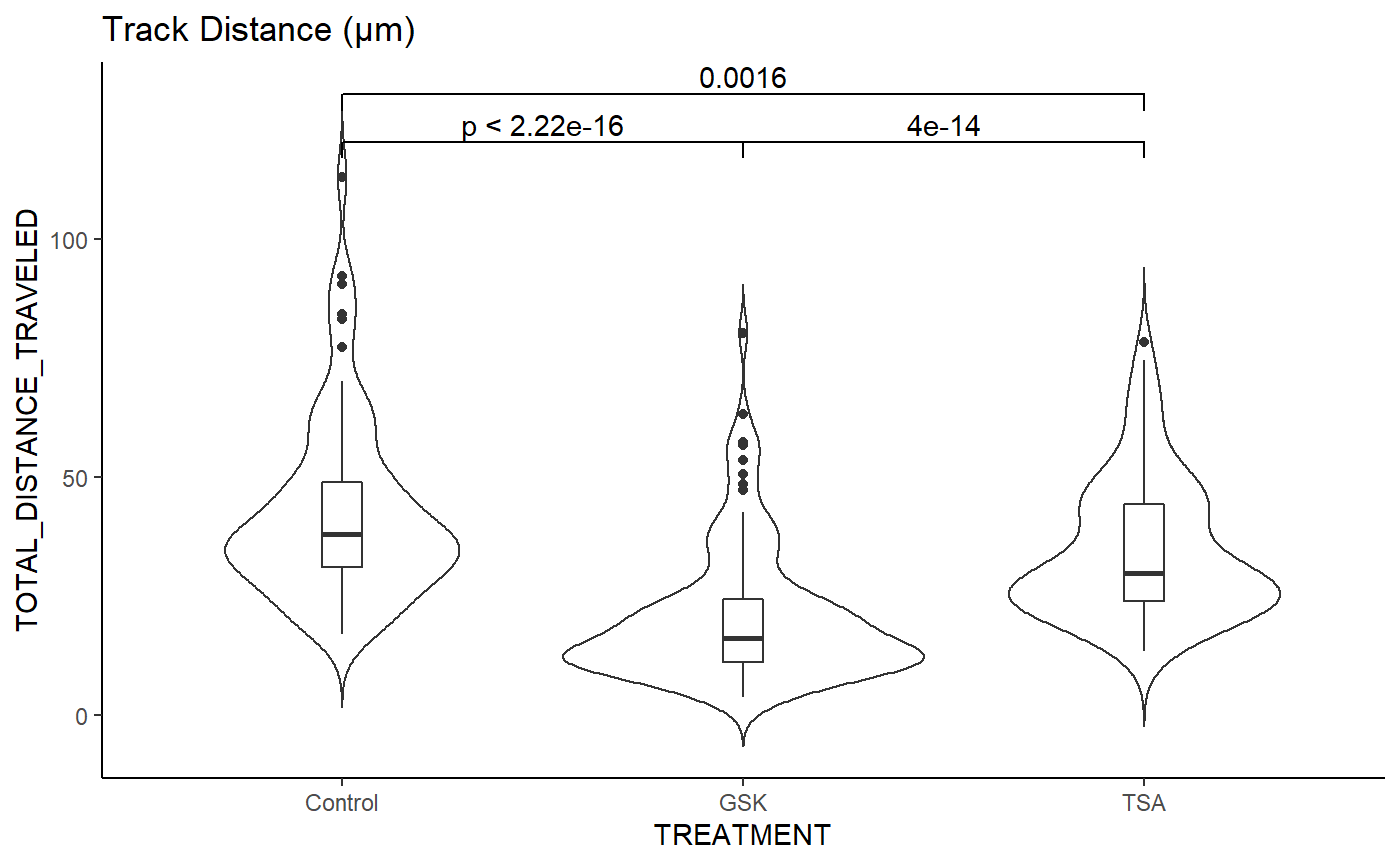 Track Distance (µm)
0.0016
p < 2.22e-16
4e-14
TOTAL_DISTANCE_TRAVELED
100
50
0
Control
GSK
TSA
TREATMENT